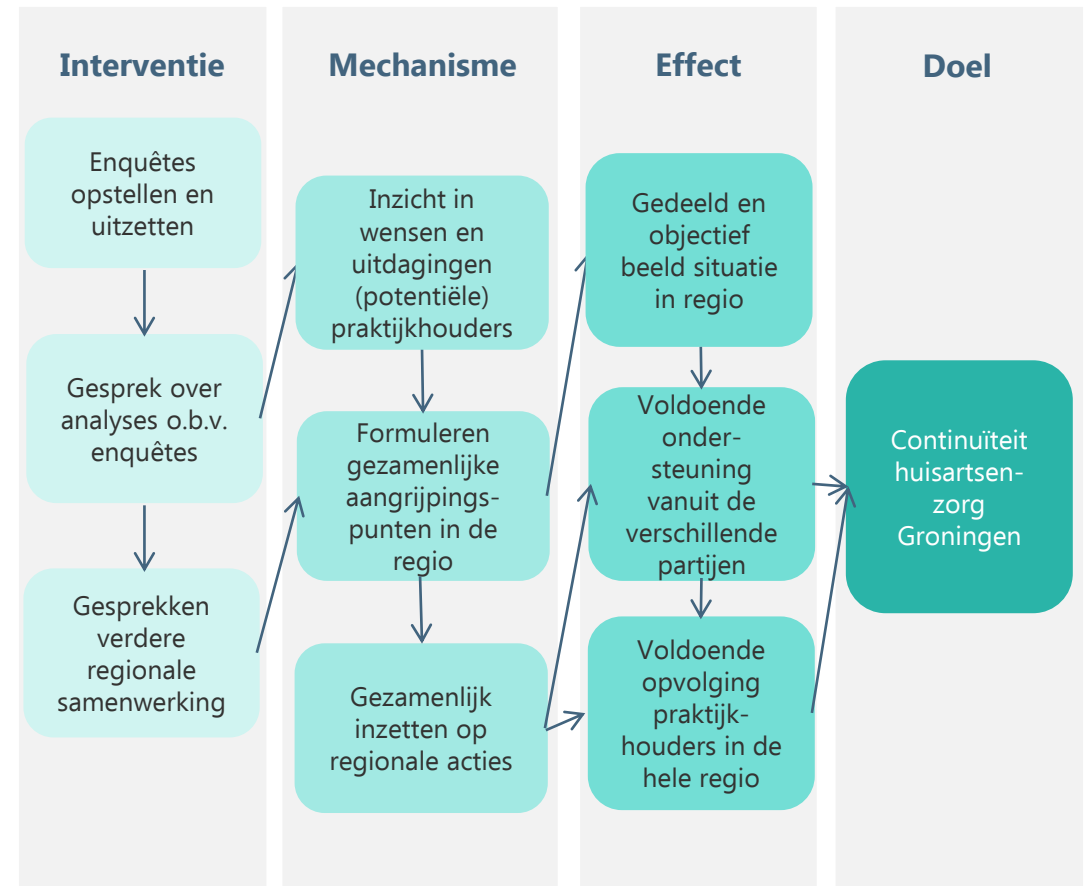 Interventie
Enquêtes
opstellen en
uitzetten
Gesprek over
analyses o.b.v.
enquêtes
Gesprekken
verdere
regionale
samenwerking
Mechanisme
Inzicht in
wensen en
uitdagingen
(potentiële)
praktijkhouders
Formuleren
gezamenlijke
aangrijpings-
punten in de
regio
Gezamenlijk
inzetten op
regionale acties
Effect
Gedeeld en
objectief
beeld situatie
in regio
Voldoende
onder-
steuning
vanuit de
verschillende
partijen
Voldoende
opvolging
praktijk-
houders in de
hele regio
Doel
Continuïteit
huisartsen-
zorg
Groningen